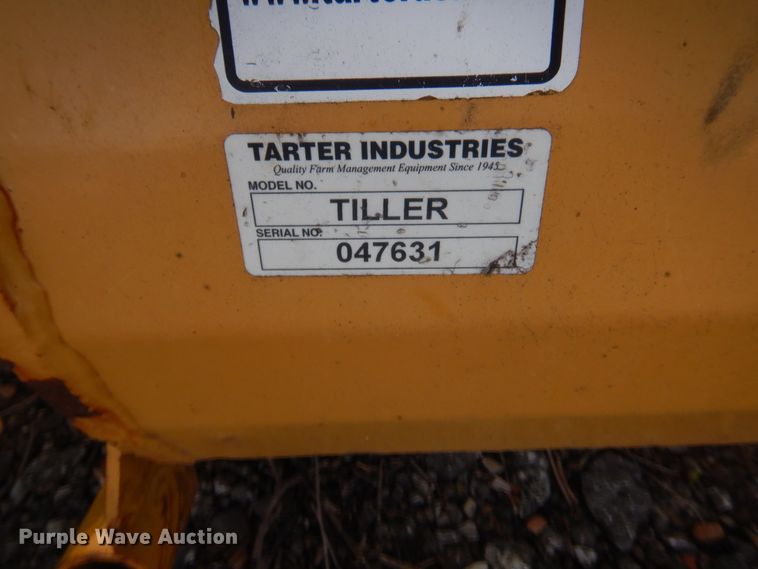 TARTER INDUSTRIES
Quality Farm Management Equipment Since 1945
MODEL NO.
TILLER
SERIAL NO.
047631
Purple Wave Auction